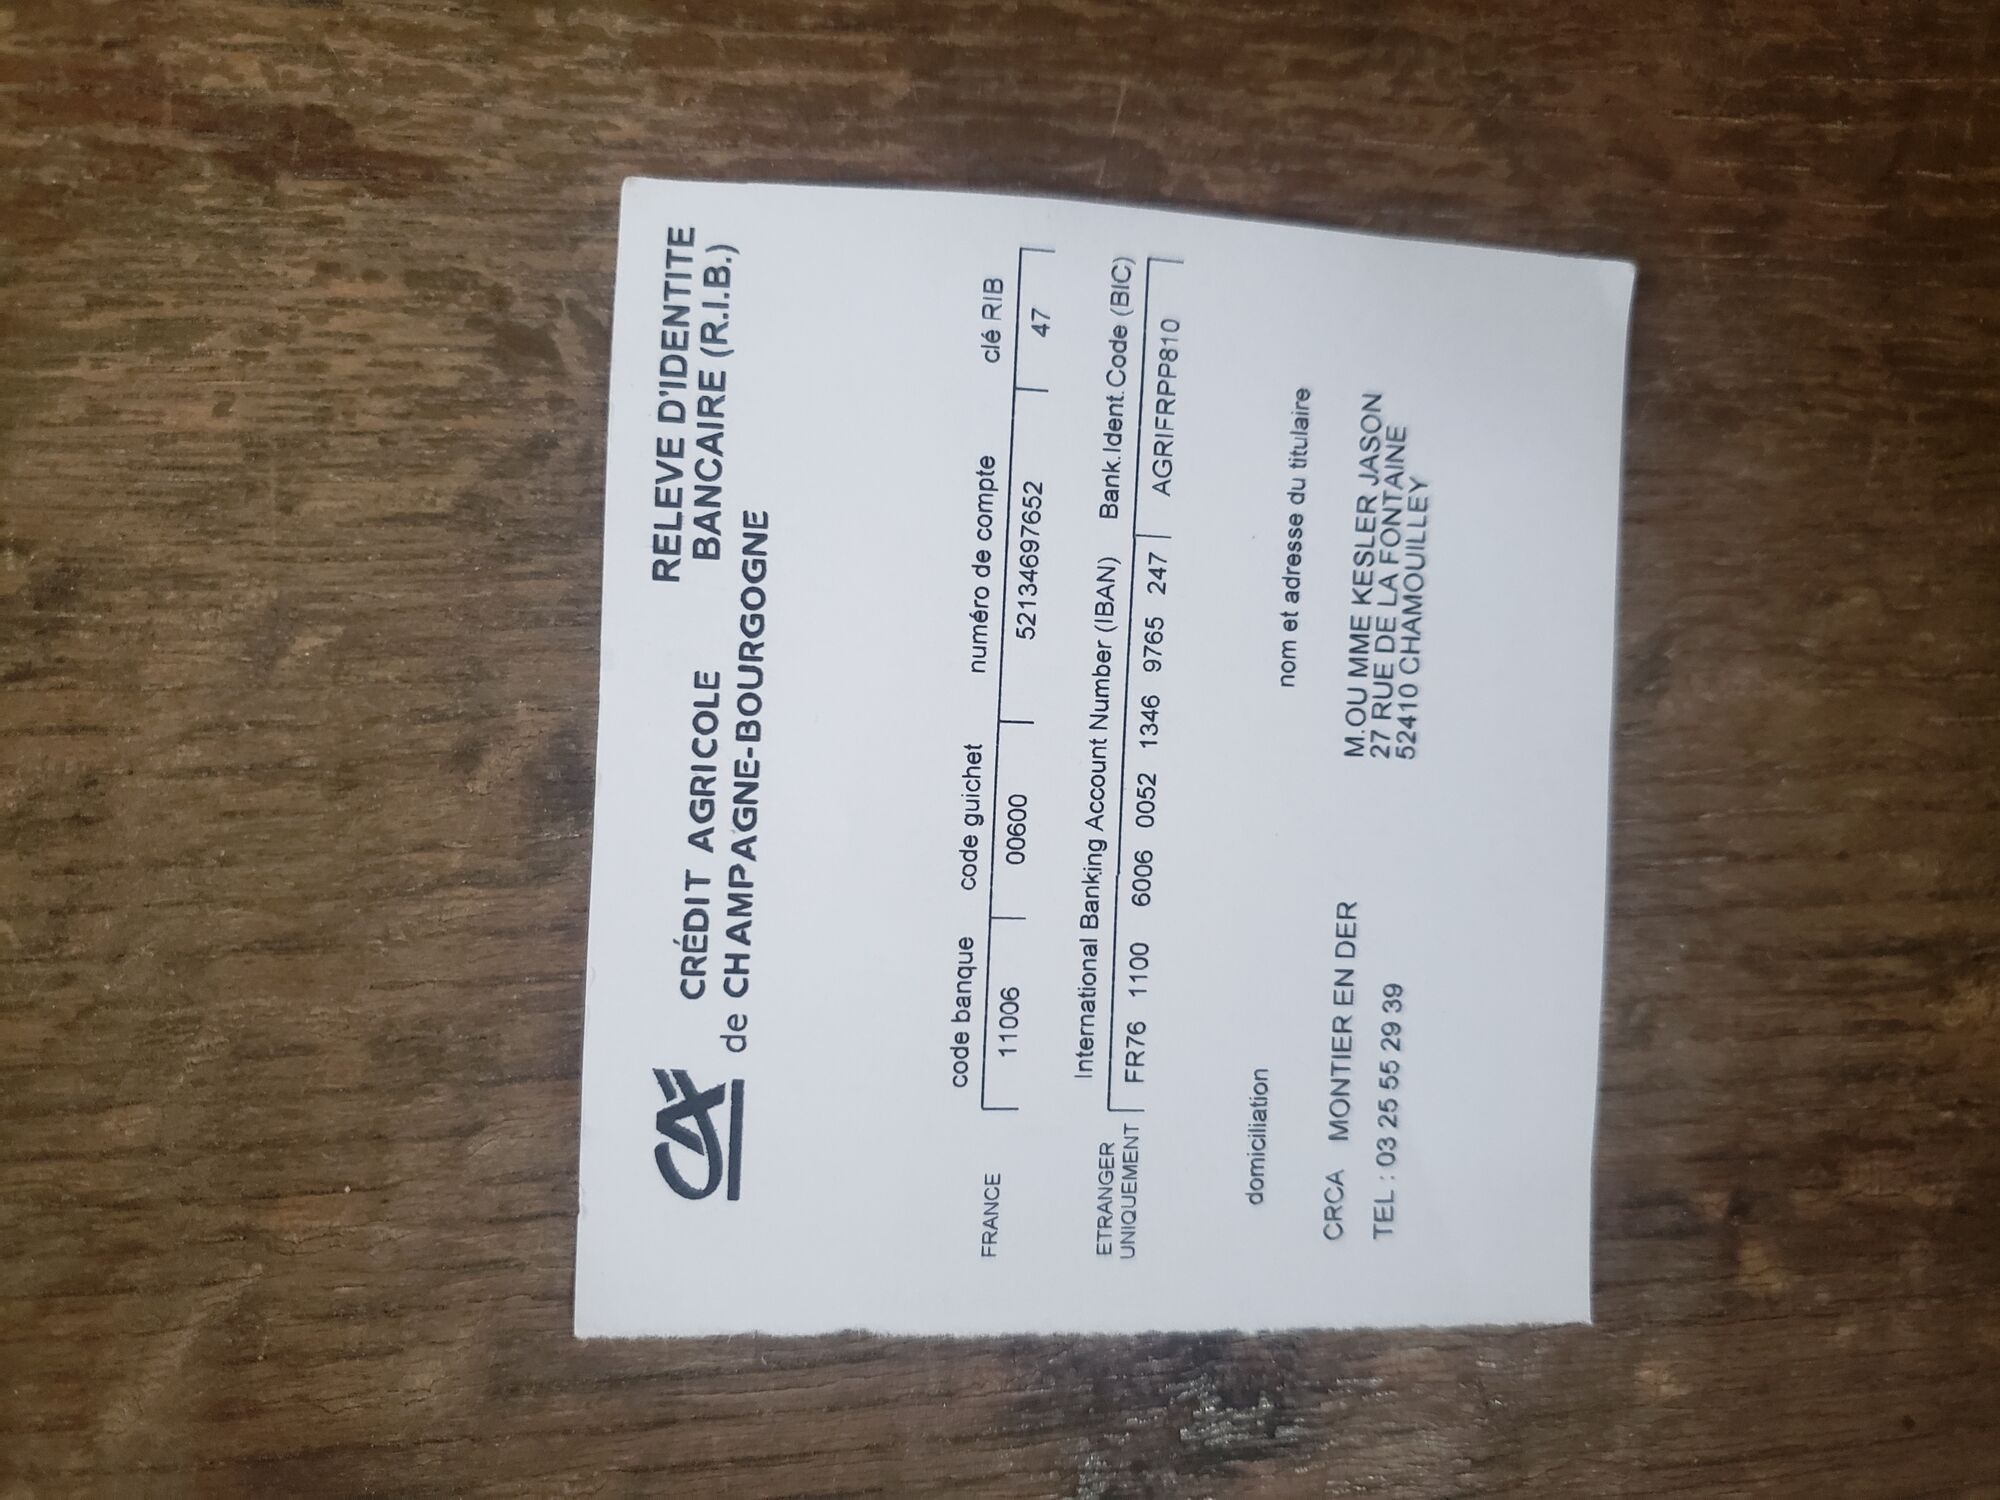 CRÉDIT AGRICOLE
de CHAMPAGNE-BOURGOGNE
RELEVE D'IDENTITE
BANCAIRE (R.I.B.)
code banque code guichet numéro de compte clé RIB
FRANCE 11006 00600 52134697652 47
International Banking Account Number (IBAN) Bank.Ident.Code (BIC)
ETRANGER
UNIQUEMENT FR76 1100 6006 0052 1346 9765 247 AGRIFRPP810
domiciliation
CRCA MONTIER EN DER
TEL : 03 25 55 29 39
nom et adresse du titulaire
M.OU MME KESLER JASON
27 RUE DE LA FONTAINE
52410 CHAMOUILLEY